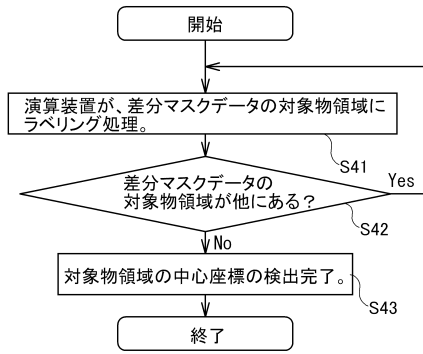 開始
演算装置が、差分マスクデータの対象物領域に
ラベリング処理。
S41
差分マスクデータの
対象物領域が他にある?
Yes
S42
No
対象物領域の中心座標の検出完了。
S43
終了